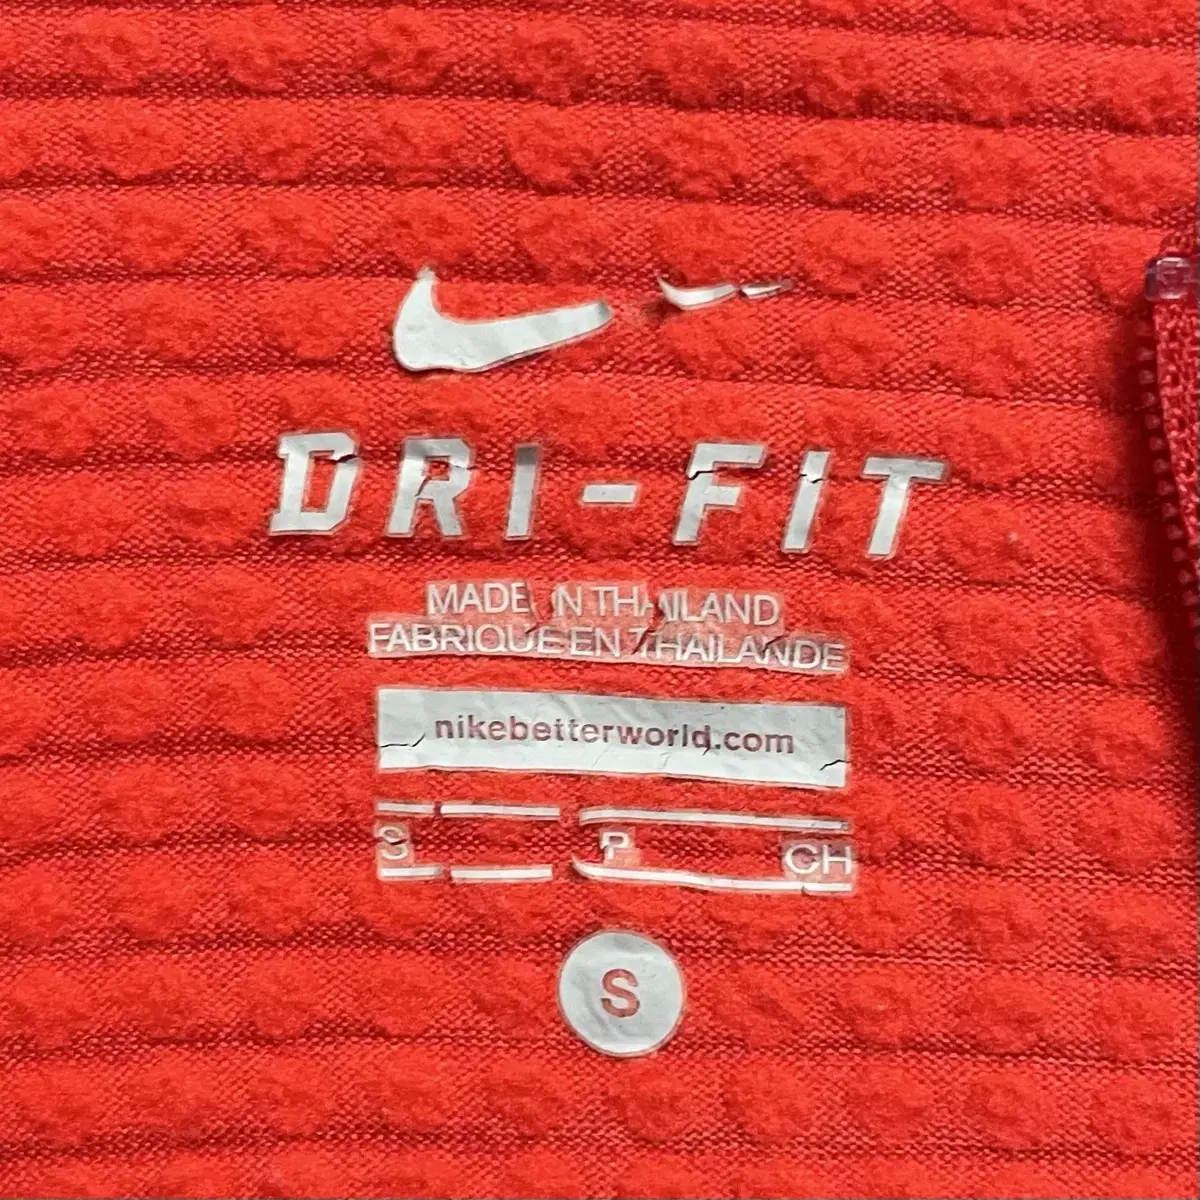 DRI-FIT
MADE IN THAILAND
FABRIQUE EN THAILANDE
nikebetterworld.com
S P CH
S